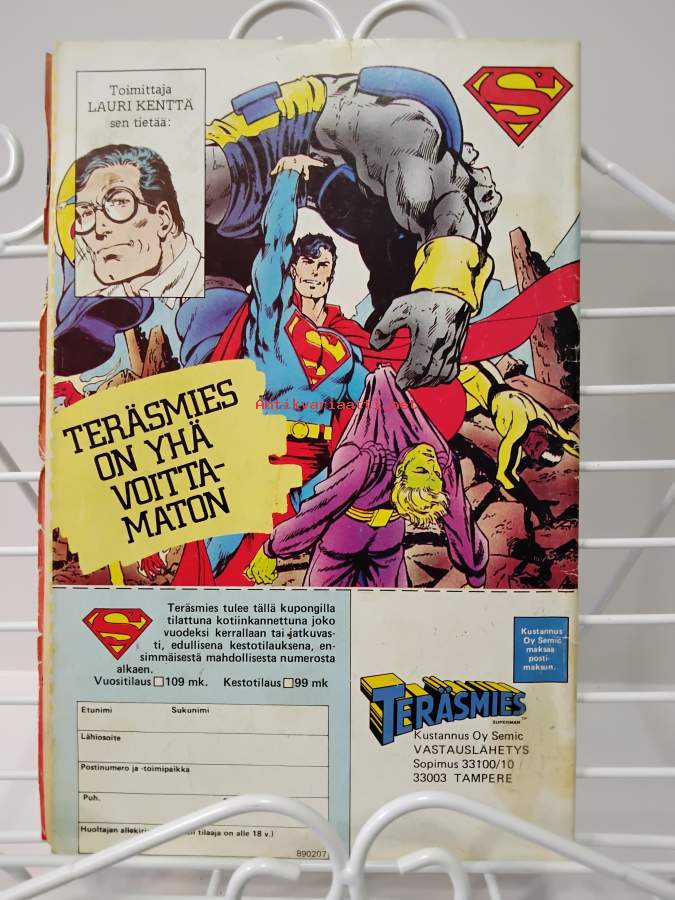 Toimittaja
LAURI KENTTÄ
sen tietää:
TERÄSMIES
ON YHÄ
VOITTA-
MATON
Antikvariaatti.net
Teräsmies tulee tällä kupongilla
tilattuna kotiinkannettuna joko
vuodeksi kerrallaan tai jatkuvas-
ti, edullisena kestotilauksena, en-
simmäisestä mahdollisesta numerosta
alkaen.
Vuositilaus 109 mk. Kestotilaus 99 mk
Etunimi Sukunimi
Lähiosoite
Postinumero ja -toimipaikka
Puh.
Huoltajan tilaaja on alle 18 v.)
890207
Kustannus
Oy Semic
maksaa
posti-
maksun.
TERÄSMIES
SUPERMAN
TM
Kustannus Oy Semic
VASTAUSLÄHETYS
Sopimus 33100/10
33003 TAMPERE